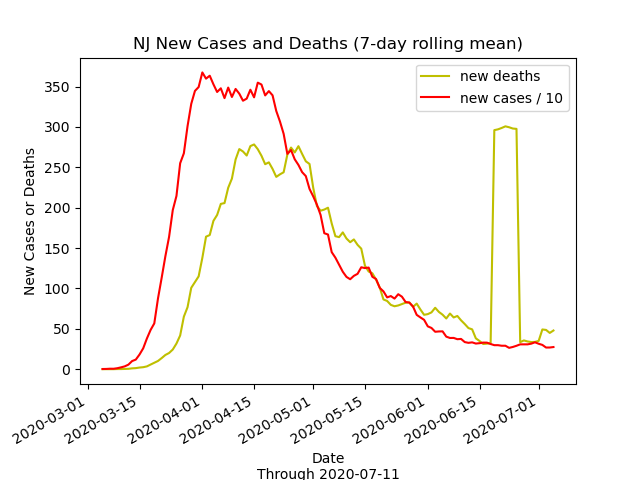 NJ New Cases and Deaths (7-day rolling mean)
new deaths
new cases / 10
350
300
250
200
150
100
50
0
New Cases or Deaths
2020-03-01
2020-03-15
2020-04-01
2020-04-15
2020-05-01
2020-05-15
2020-06-01
2020-06-15
2020-07-01
Date
Through 2020-07-11